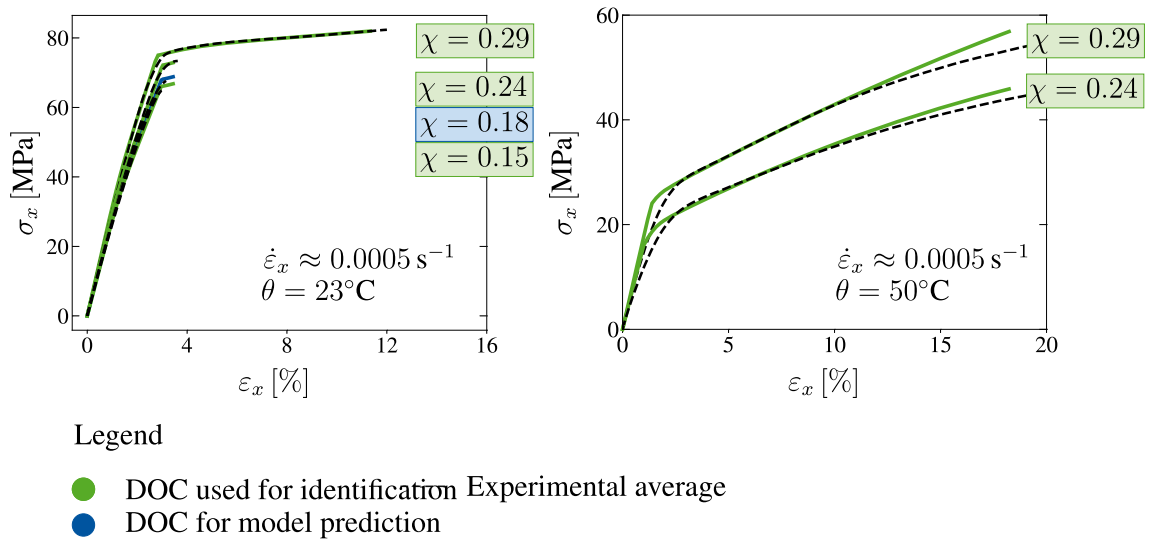 80
60
40
20
0
0 4 8 12 16
σₓ [MPa]
εₓ [%]
χ = 0.29
χ = 0.24
χ = 0.18
χ = 0.15
ε̇ₓ ≈ 0.0005 s⁻¹
θ = 23°C
60
40
20
0
0 5 10 15 20
σₓ [MPa]
εₓ [%]
χ = 0.29
χ = 0.24
ε̇ₓ ≈ 0.0005 s⁻¹
θ = 50°C
Legend
DOC used for identification Experimental average
DOC for model prediction